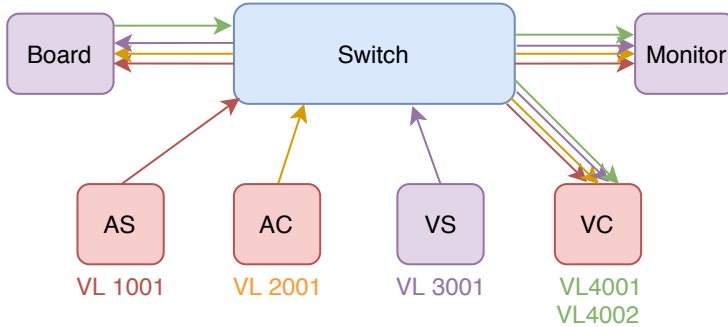 Board
Switch
Monitor
AS
AC
VS
VC
VL 1001
VL 2001
VL 3001
VL4001
VL4002